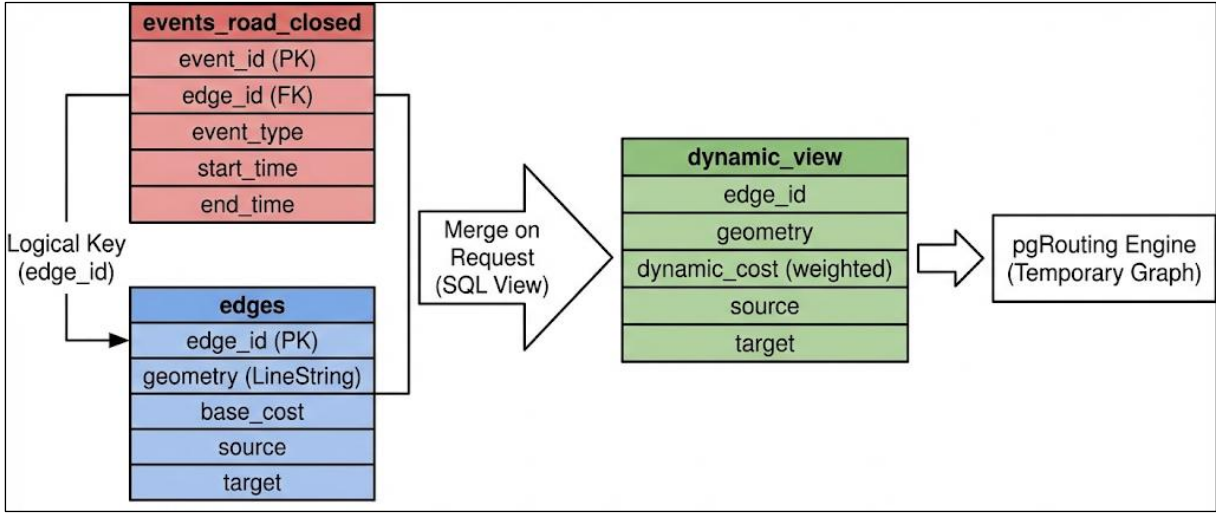 events_road_closed
event_id (PK)
edge_id (FK)
event_type
start_time
end_time
Logical Key
(edge_id)
edges
edge_id (PK)
geometry (LineString)
base_cost
source
target
Merge on
Request
(SQL View)
dynamic_view
edge_id
geometry
dynamic_cost (weighted)
source
target
pgRouting Engine
(Temporary Graph)